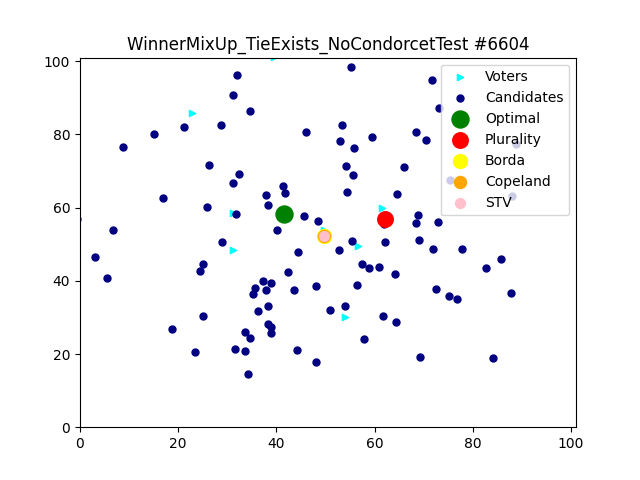 WinnerMixUp_TieExists_NoCondorcetTest #6604
100
80
60
40
20
0
0 20 40 60 80 100
Voters
Candidates
Optimal
Plurality
Borda
Copeland
STV